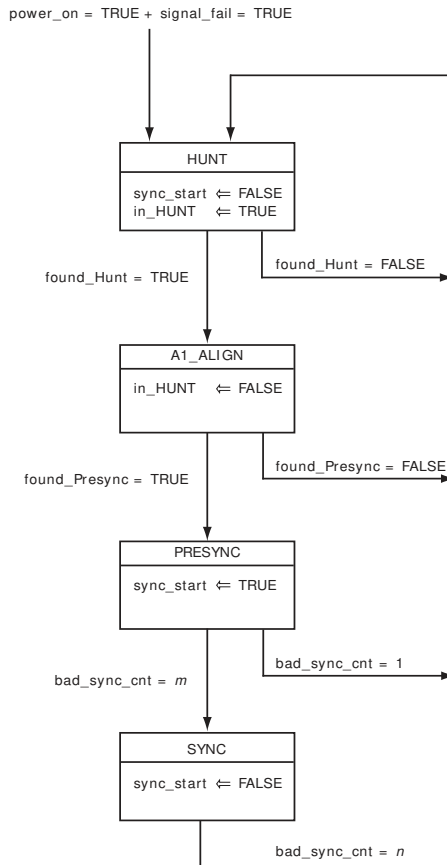 power_on = TRUE + signal_fail = TRUE
HUNT
sync_start ⇐ FALSE
in_HUNT ⇐ TRUE
found_Hunt = TRUE
found_Hunt = FALSE
A1_ALIGN
in_HUNT ⇐ FALSE
found_Presync = TRUE
found_Presync = FALSE
PRESYNC
sync_start ⇐ TRUE
bad_sync_cnt = m
bad_sync_cnt = 1
SYNC
sync_start ⇐ FALSE
bad_sync_cnt = n